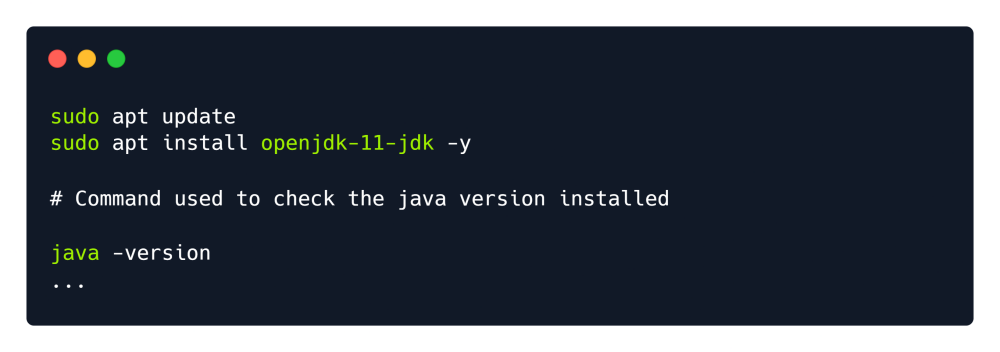 sudo apt update
sudo apt install openjdk-11-jdk -y
# Command used to check the java version installed
java -version
...